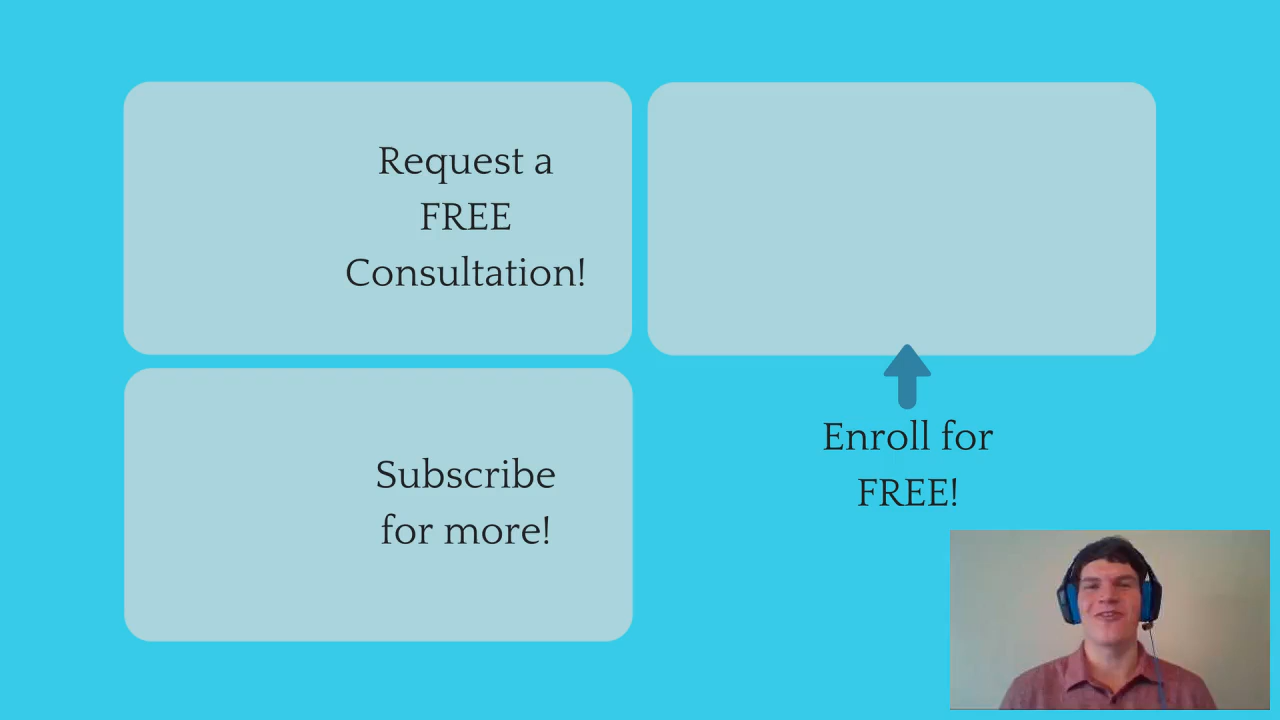 Request a
FREE
Consultation!
Subscribe
for more!
Enroll for
FREE!